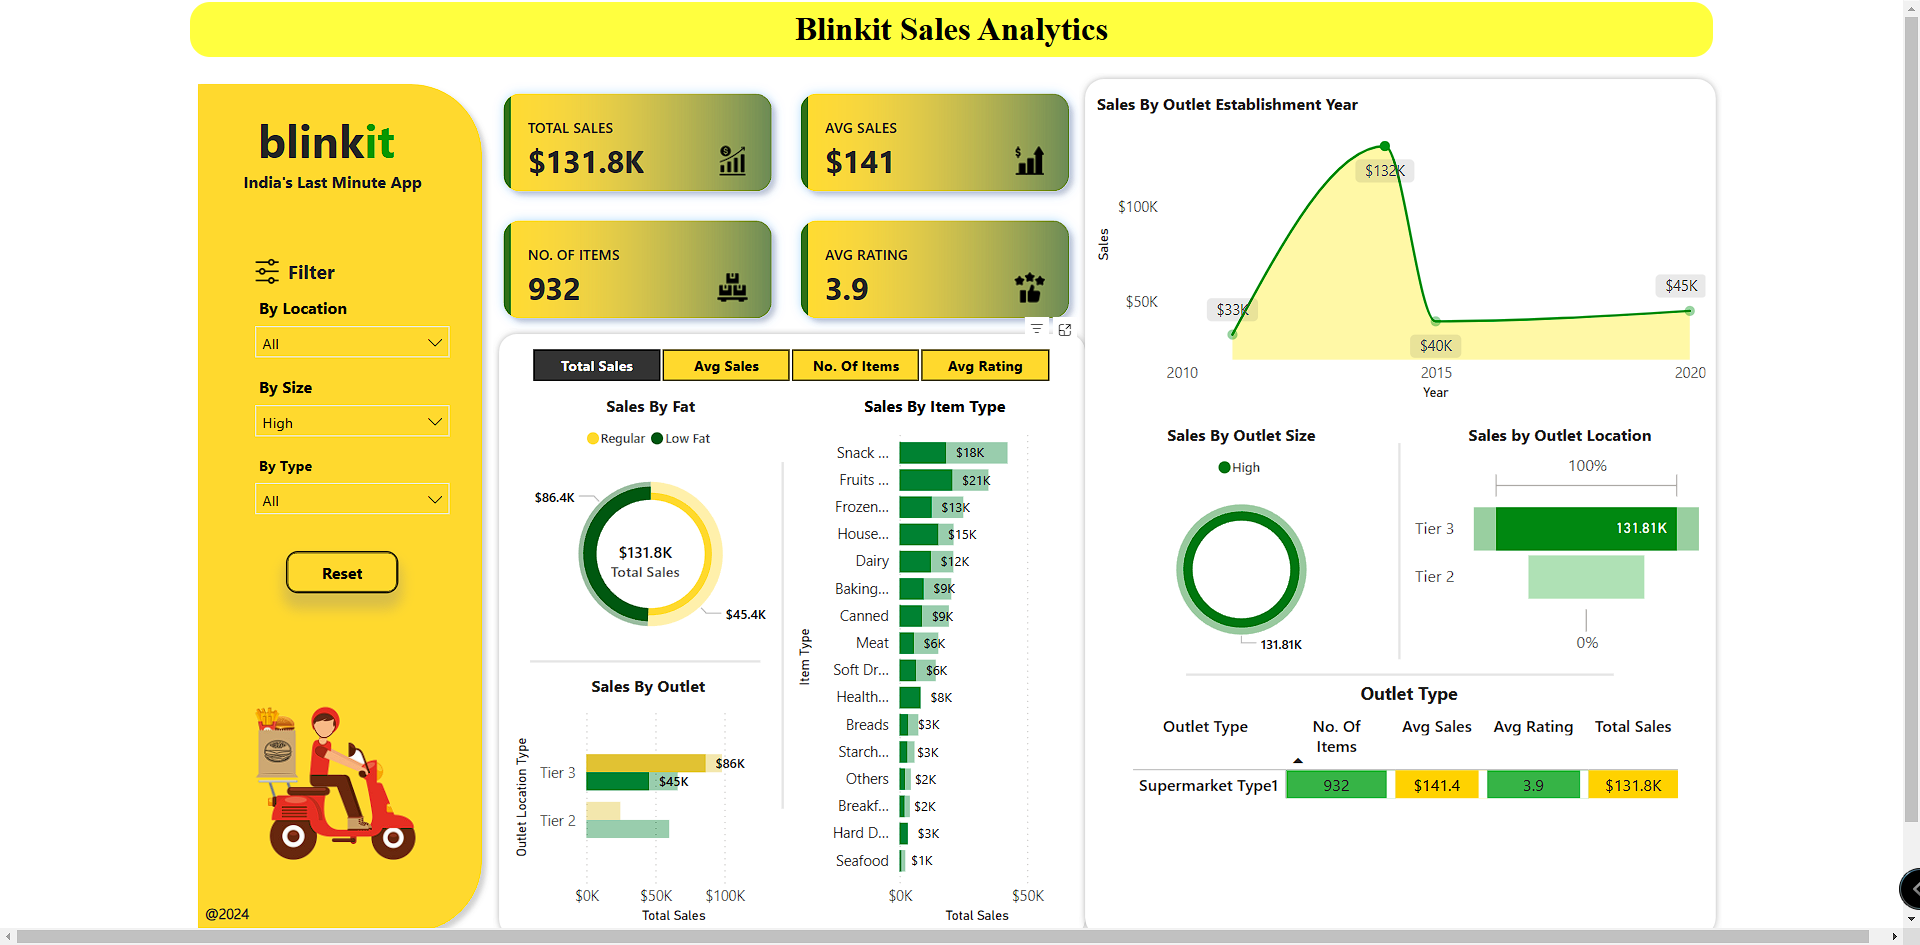 Blinkit Sales Analytics
blinkit
India's Last Minute App
Filter
By Location
All
By Size
High
By Type
All
Reset
@2024
TOTAL SALES
$131.8K
AVG SALES
$141
NO. OF ITEMS
932
AVG RATING
3.9
Total Sales
Avg Sales
No. Of Items
Avg Rating
Sales By Fat
Regular
Low Fat
$86.4K
$131.8K
Total Sales
$45.4K
Sales By Outlet
Outlet Location Type
Tier 3
$86K
$45K
Tier 2
$0K
$50K
$100K
Total Sales
Sales By Item Type
Item Type
Snack ...
$18K
Fruits ...
$21K
Frozen...
$13K
House...
$15K
Dairy
$12K
Baking...
$9K
Canned
$9K
Meat
$6K
Soft Dr...
$6K
Health...
$8K
Breads
$3K
Starch...
$3K
Others
$2K
Breakf...
$2K
Hard D...
$3K
Seafood
$1K
$0K
$50K
Total Sales
Sales By Outlet Establishment Year
Sales
$100K
$50K
$33K
$132K
$40K
$45K
2010
2015
2020
Year
Sales By Outlet Size
High
131.81K
Sales by Outlet Location
100%
Tier 3
131.81K
Tier 2
0%
Outlet Type
Outlet Type
No. Of
Items
Avg Sales
Avg Rating
Total Sales
Supermarket Type1
932
$141.4
3.9
$131.8K